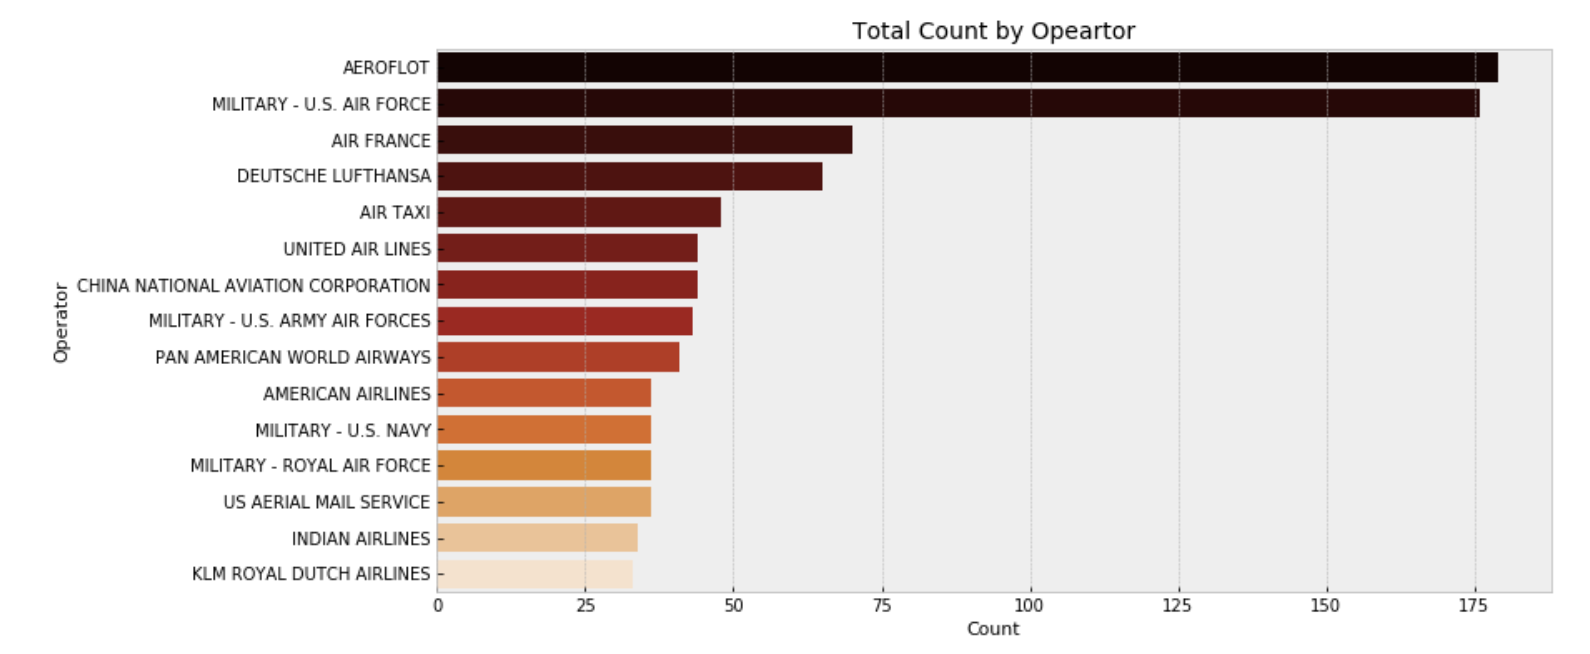 Total Count by Opeartor
AEROFLOT
MILITARY - U.S. AIR FORCE
AIR FRANCE
DEUTSCHE LUFTHANSA
AIR TAXI
UNITED AIR LINES
CHINA NATIONAL AVIATION CORPORATION
MILITARY - U.S. ARMY AIR FORCES
PAN AMERICAN WORLD AIRWAYS
AMERICAN AIRLINES
MILITARY - U.S. NAVY
MILITARY - ROYAL AIR FORCE
US AERIAL MAIL SERVICE
INDIAN AIRLINES
KLM ROYAL DUTCH AIRLINES
Operator
0 25 50 75 100 125 150 175
Count